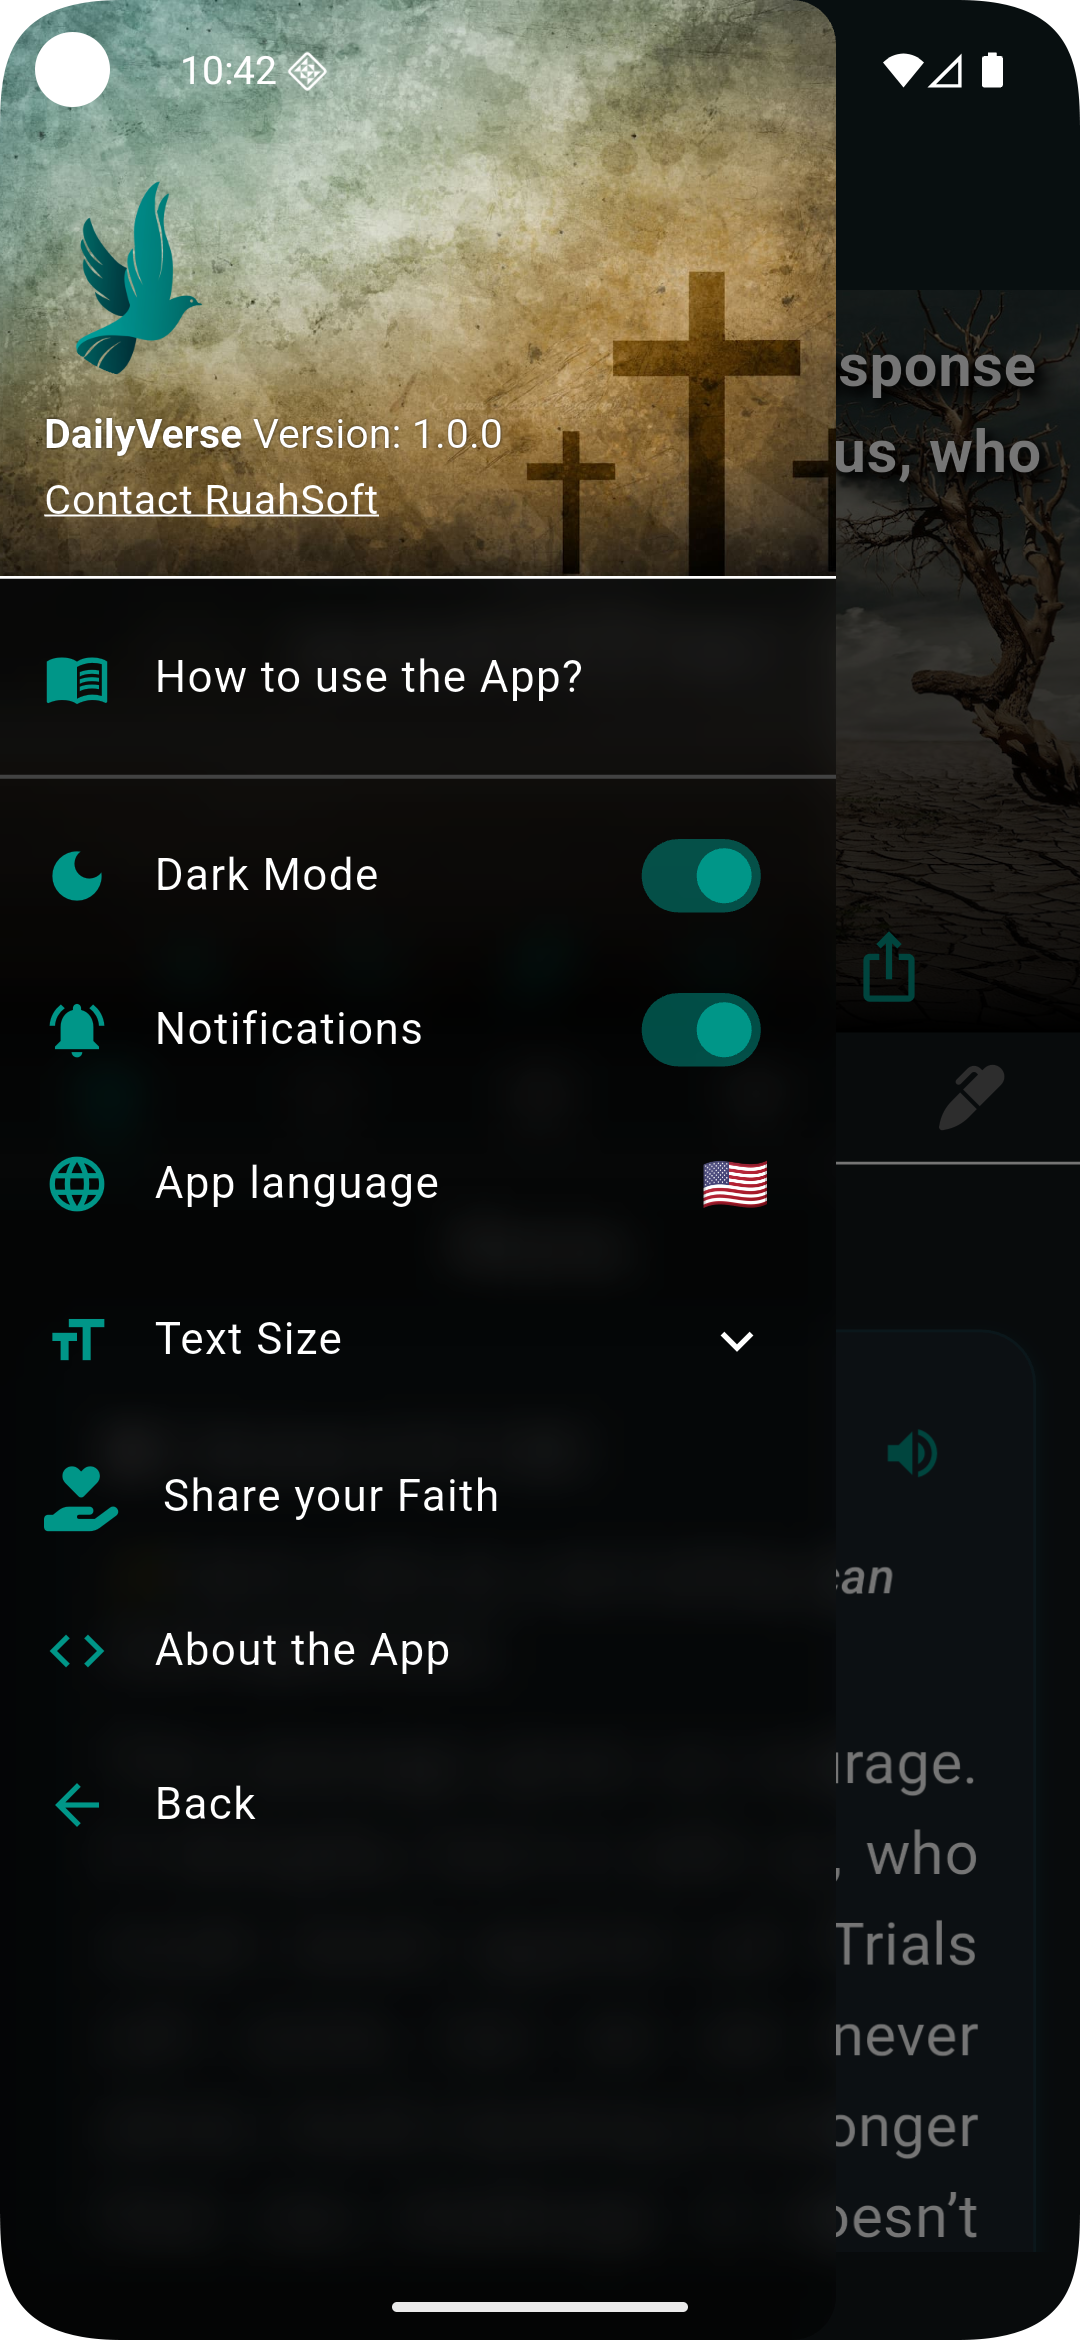 10:42
sponse
us, who
DailyVerse Version: 1.0.0
Contact RuahSoft
How to use the App?
Dark Mode
Notifications
App language
Text Size
Share your Faith
can
About the App
rage.
Back
, who
Trials
never
onger
oesn’t